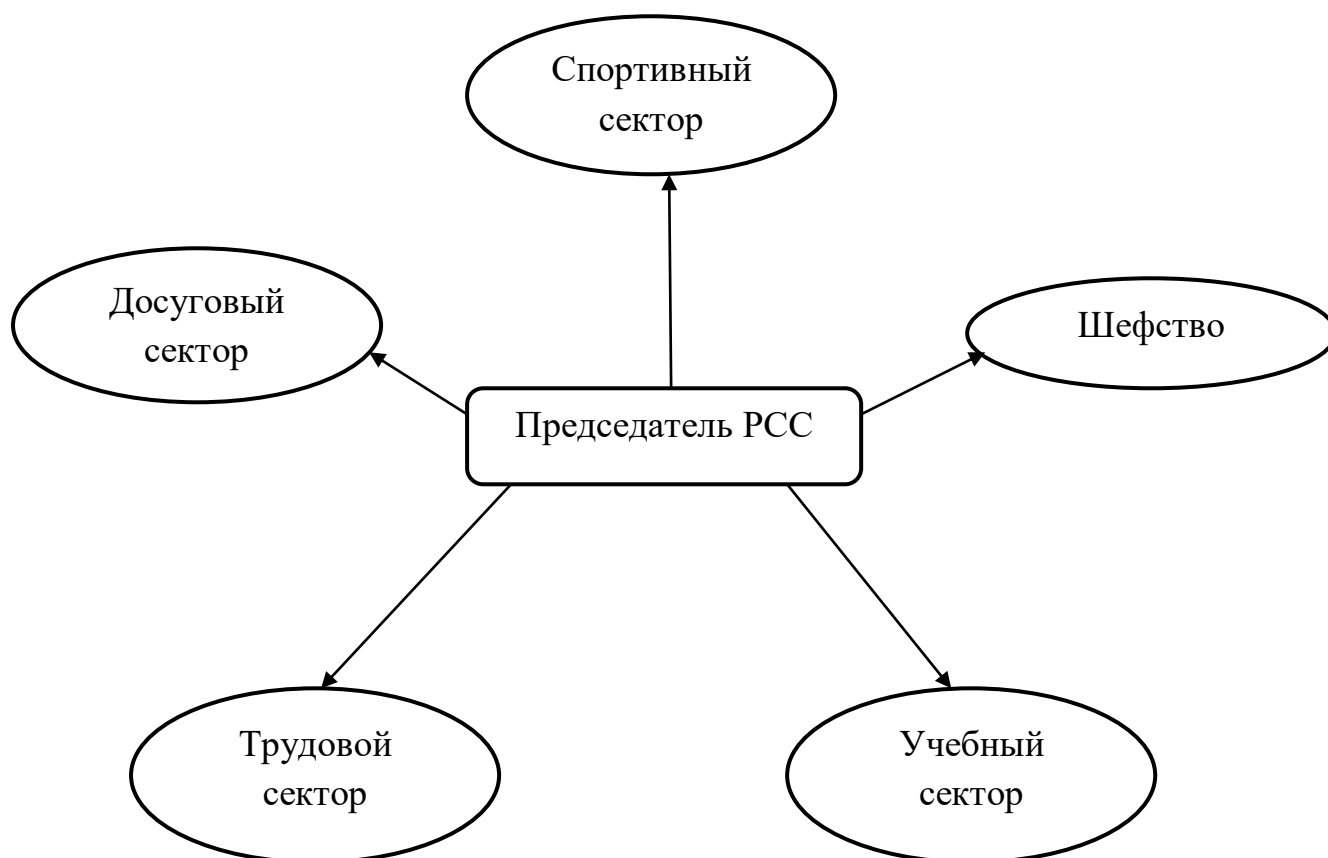 Спортивный
сектор
Досуговый
сектор
Шефство
Председатель РСС
Трудовой
сектор
Учебный
сектор